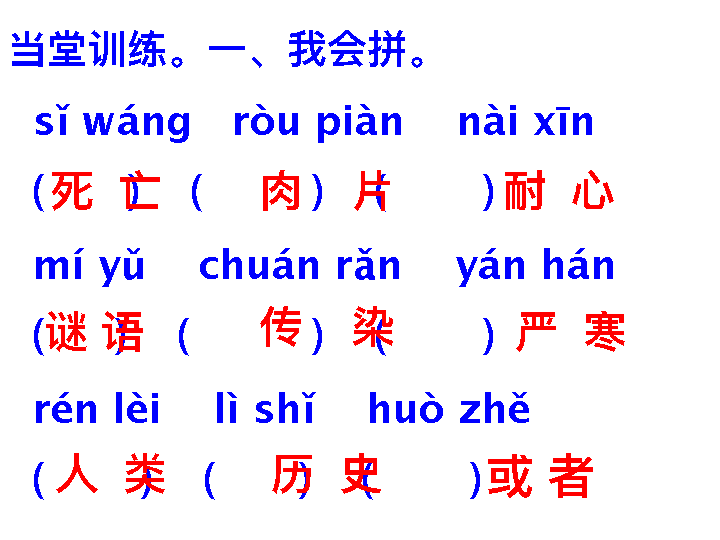 当堂训练。一、我会拼。
sǐ wáng ròu piàn nài xīn
(死 亡) ( 肉) 片( )耐 心
mí yǔ chuán rǎn yán hán
(谜 语) ( 传) 染( ) 严 寒
rén lèi lì shǐ huò zhě
(人 类) ( 历) 史( )或 者